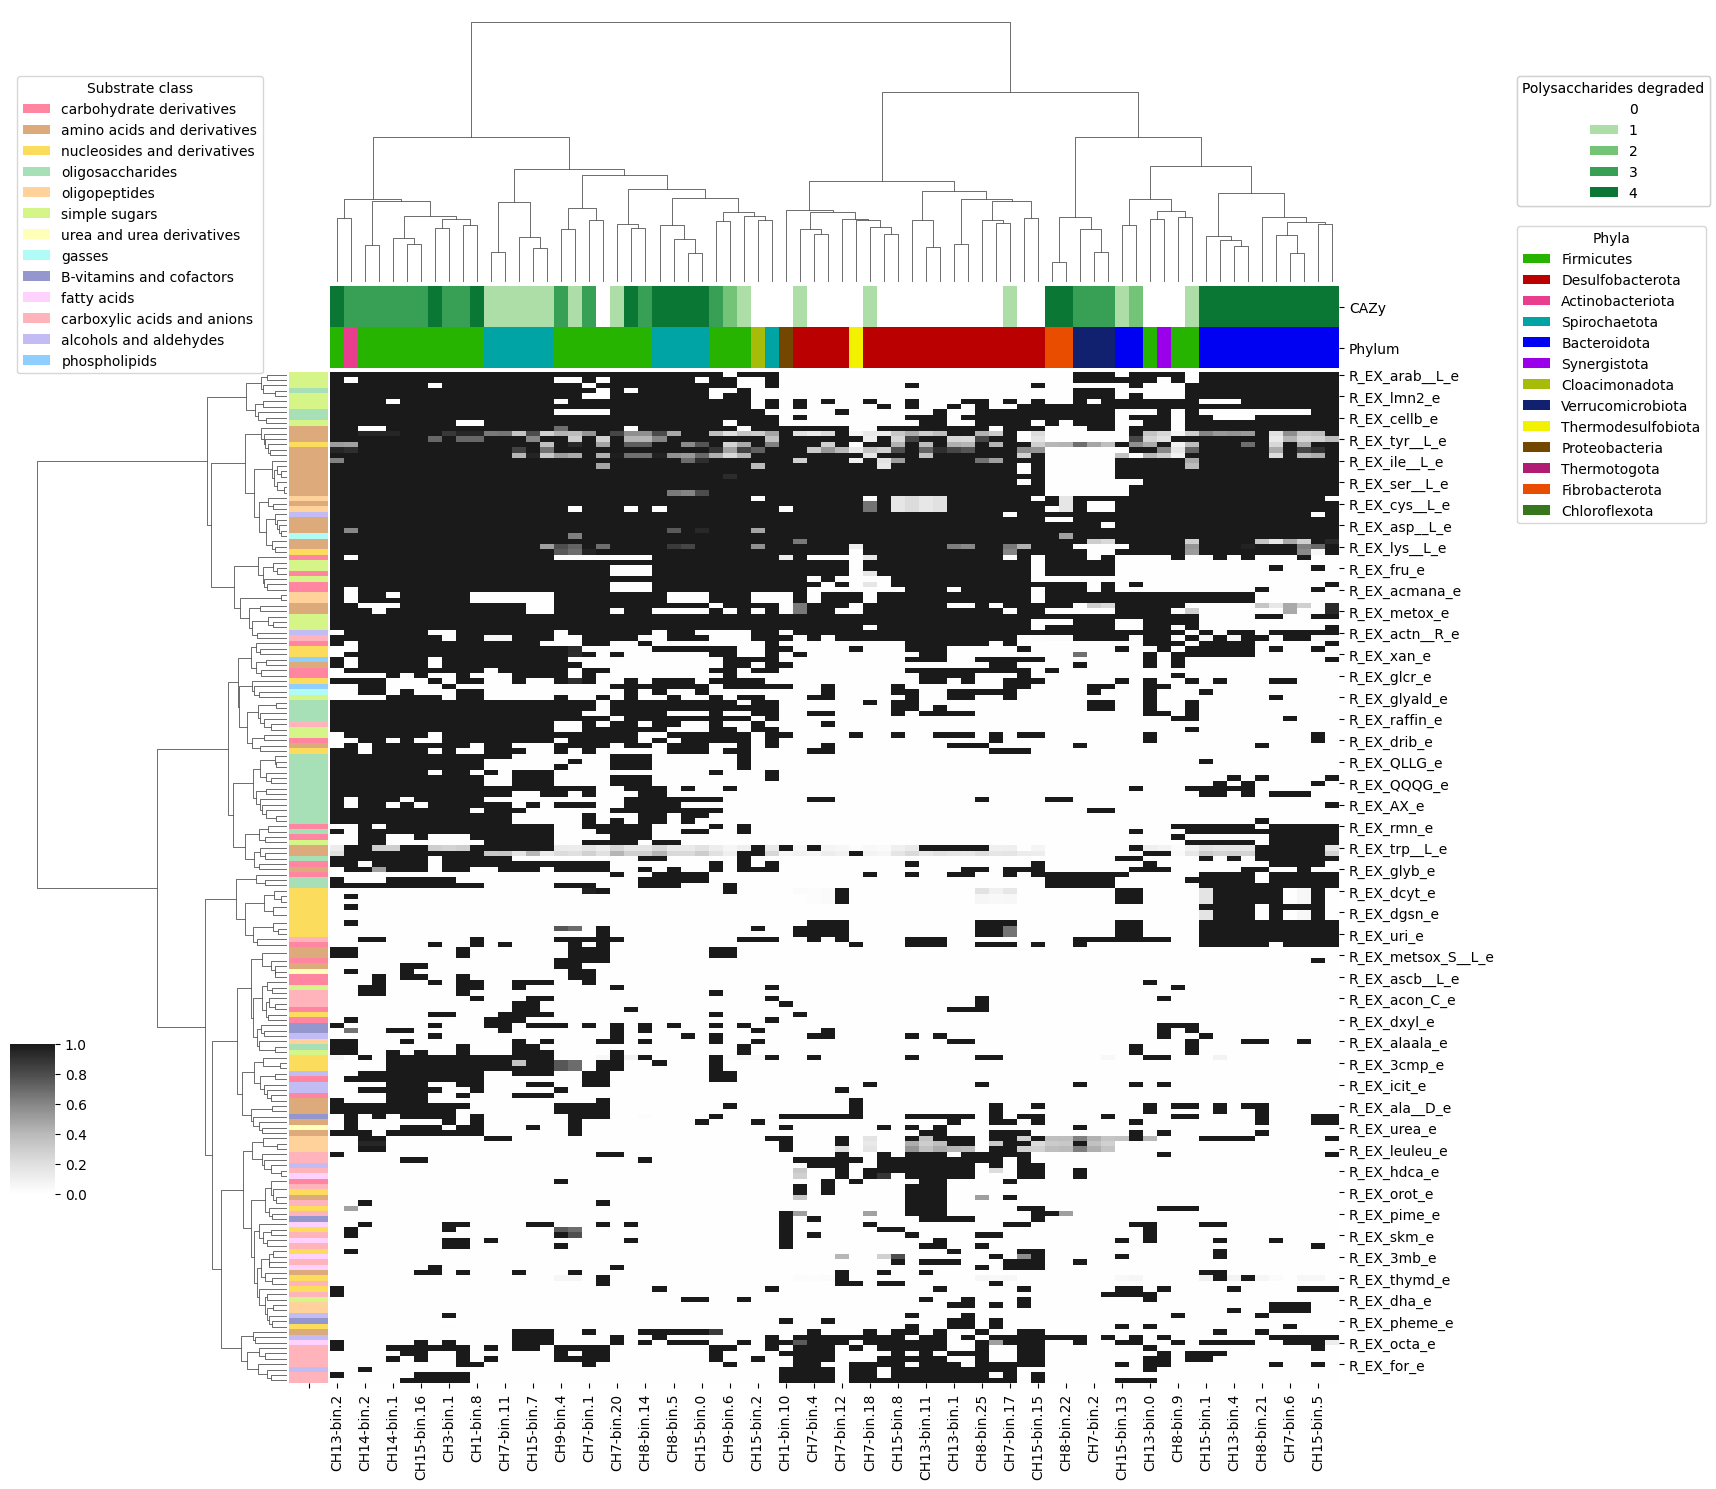 Substrate class
carbohydrate derivatives
amino acids and derivatives
nucleosides and derivatives
oligosaccharides
oligopeptides
simple sugars
urea and urea derivatives
gasses
B-vitamins and cofactors
fatty acids
carboxylic acids and anions
alcohols and aldehydes
phospholipids
Polysaccharides degraded
0
1
2
3
4
Phyla
Firmicutes
Desulfobacterota
Actinobacteriota
Spirochaetota
Bacteroidota
Synergistota
Cloacimonadota
Verrucomicrobiota
Thermodesulfobiota
Proteobacteria
Thermotogota
Fibrobacterota
Chloroflexota
CAZy
Phylum
R_EX_arab__L_e
R_EX_lmn2_e
R_EX_cellb_e
R_EX_tyr__L_e
R_EX_ile__L_e
R_EX_ser__L_e
R_EX_cys__L_e
R_EX_asp__L_e
R_EX_lys__L_e
R_EX_fru_e
R_EX_acmana_e
R_EX_metox_e
R_EX_actn__R_e
R_EX_xan_e
R_EX_glcr_e
R_EX_glyald_e
R_EX_raffin_e
R_EX_drib_e
R_EX_QLLG_e
R_EX_QQQG_e
R_EX_AX_e
R_EX_rmn_e
R_EX_trp__L_e
R_EX_glyb_e
R_EX_dcyt_e
R_EX_dgsn_e
R_EX_uri_e
R_EX_metsox_S__L_e
R_EX_ascb__L_e
R_EX_acon_C_e
R_EX_dxyl_e
R_EX_alaala_e
R_EX_3cmp_e
R_EX_icit_e
R_EX_ala__D_e
R_EX_urea_e
R_EX_leuleu_e
R_EX_hdca_e
R_EX_orot_e
R_EX_pime_e
R_EX_skm_e
R_EX_3mb_e
R_EX_thymd_e
R_EX_dha_e
R_EX_pheme_e
R_EX_octa_e
R_EX_for_e
1.0
0.8
0.6
0.4
0.2
0.0
CH13-bin.2
CH14-bin.2
CH14-bin.1
CH15-bin.16
CH3-bin.1
CH1-bin.8
CH7-bin.11
CH15-bin.7
CH9-bin.4
CH7-bin.1
CH7-bin.20
CH8-bin.14
CH8-bin.5
CH15-bin.0
CH9-bin.6
CH15-bin.2
CH1-bin.10
CH7-bin.4
CH7-bin.12
CH7-bin.18
CH15-bin.8
CH13-bin.11
CH13-bin.1
CH8-bin.25
CH7-bin.17
CH15-bin.15
CH8-bin.22
CH7-bin.2
CH15-bin.13
CH13-bin.0
CH8-bin.9
CH15-bin.1
CH13-bin.4
CH8-bin.21
CH7-bin.6
CH15-bin.5